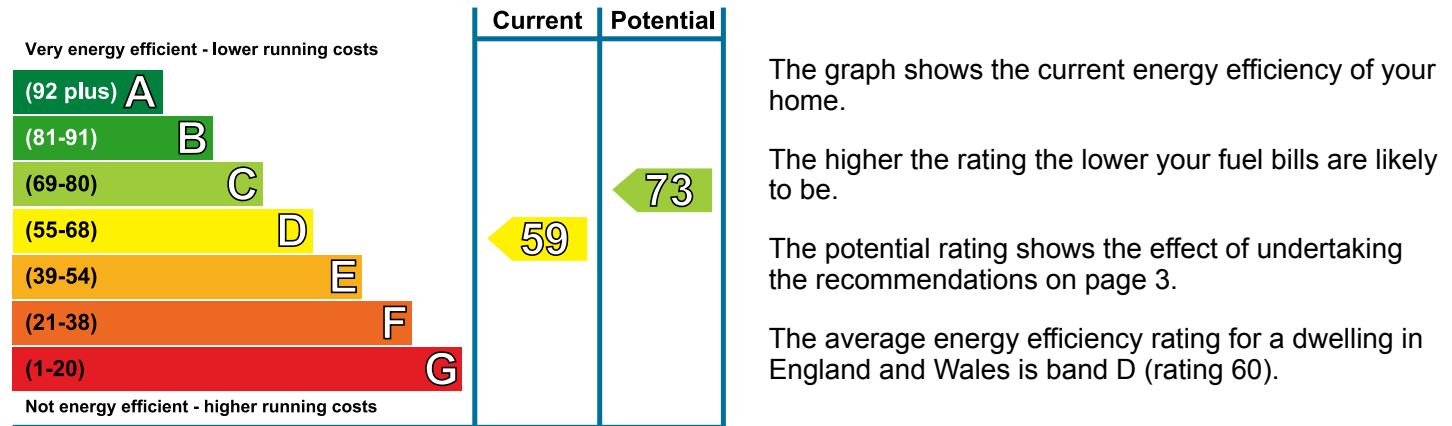 Current Potential
Very energy efficient - lower running costs
(92 plus) A
(81-91) B
(69-80) C
73
(55-68) D
59
(39-54) E
(21-38) F
(1-20) G
Not energy efficient - higher running costs
The graph shows the current energy efficiency of your
home.
The higher the rating the lower your fuel bills are likely
to be.
The potential rating shows the effect of undertaking
the recommendations on page 3.
The average energy efficiency rating for a dwelling in
England and Wales is band D (rating 60).